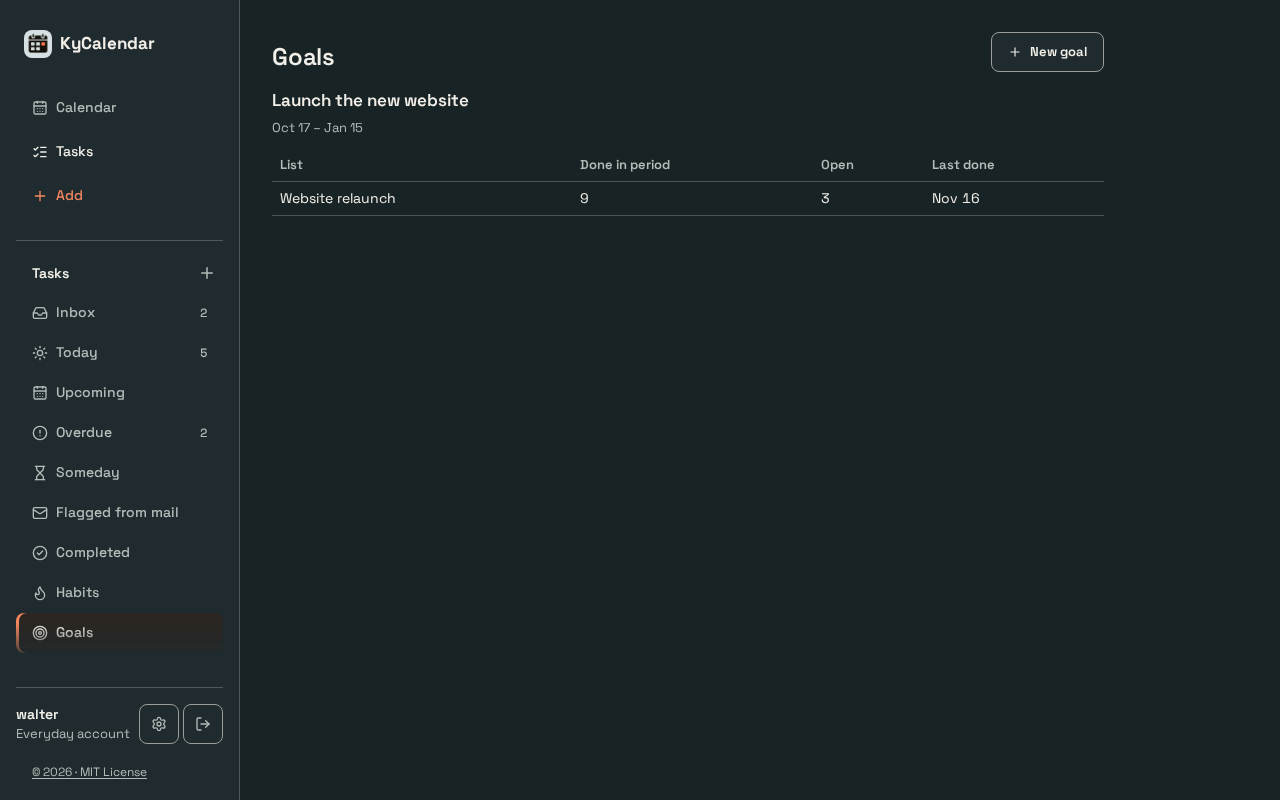 KyCalendar
Calendar
Tasks
Add
Tasks
Inbox 2
Today 5
Upcoming
Overdue 2
Someday
Flagged from mail
Completed
Habits
Goals
walter
Everyday account
© 2026 · MIT License
Goals
New goal
Launch the new website
Oct 17 – Jan 15
List Done in period Open Last done
Website relaunch 9 3 Nov 16